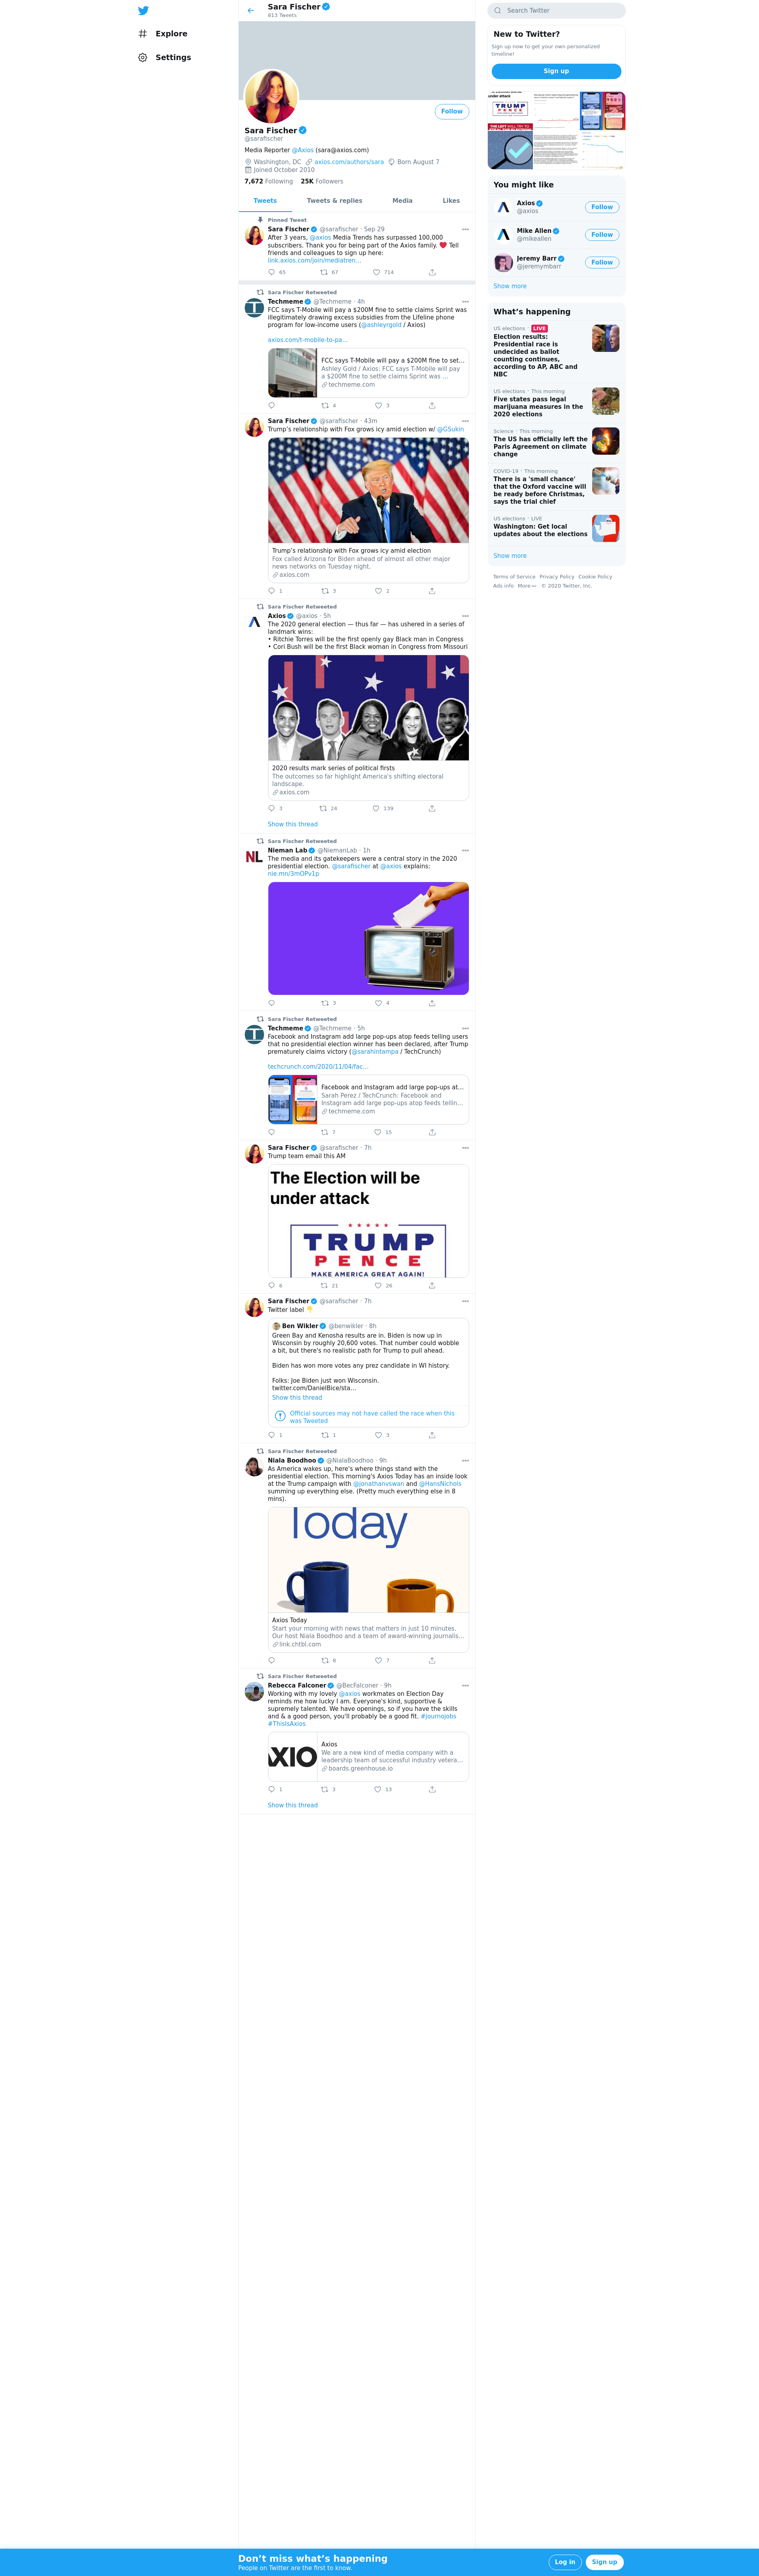 Explore
Settings
Sara Fischer
813 Tweets
Follow
Sara Fischer
@sarafischer
Media Reporter @Axios (sara@axios.com)
Washington, DC axios.com/authors/sara Born August 7
Joined October 2010
7,672 Following 25K Followers
Tweets Tweets & replies Media Likes
Pinned Tweet
Sara Fischer @sarafischer · Sep 29
After 3 years, @axios Media Trends has surpassed 100,000
subscribers. Thank you for being part of the Axios family. ❤️ Tell
friends and colleagues to sign up here:
link.axios.com/join/mediatren…
65 67 714
Sara Fischer Retweeted
Techmeme @Techmeme · 4h
FCC says T-Mobile will pay a $200M fine to settle claims Sprint was
illegitimately drawing excess subsidies from the Lifeline phone
program for low-income users (@ashleyrgold / Axios)
axios.com/t-mobile-to-pa…
FCC says T-Mobile will pay a $200M fine to set…
Ashley Gold / Axios: FCC says T-Mobile will pay
a $200M fine to settle claims Sprint was …
techmeme.com
4 3
Sara Fischer @sarafischer · 43m
Trump’s relationship with Fox grows icy amid election w/ @GSukin
Trump’s relationship with Fox grows icy amid election
Fox called Arizona for Biden ahead of almost all other major
news networks on Tuesday night.
axios.com
1 3 2
Sara Fischer Retweeted
Axios @axios · 5h
The 2020 general election — thus far — has ushered in a series of
landmark wins:
• Ritchie Torres will be the first openly gay Black man in Congress
• Cori Bush will be the first Black woman in Congress from Missouri
2020 results mark series of political firsts
The outcomes so far highlight America's shifting electoral
landscape.
axios.com
3 24 139
Show this thread
Sara Fischer Retweeted
Nieman Lab @NiemanLab · 1h
NL
The media and its gatekeepers were a central story in the 2020
presidential election. @sarafischer at @axios explains:
nie.mn/3mOPv1p
3 4
Sara Fischer Retweeted
Techmeme @Techmeme · 5h
Facebook and Instagram add large pop-ups atop feeds telling users
that no presidential election winner has been declared, after Trump
prematurely claims victory (@sarahintampa / TechCrunch)
techcrunch.com/2020/11/04/fac…
Facebook and Instagram add large pop-ups at…
Sarah Perez / TechCrunch: Facebook and
Instagram add large pop-ups atop feeds tellin…
techmeme.com
7 15
Sara Fischer @sarafischer · 7h
Trump team email this AM
The Election will be
under attack
TRUMP
PENCE
MAKE AMERICA GREAT AGAIN!
6 21 26
Sara Fischer @sarafischer · 7h
Twitter label 👇
Ben Wikler @benwikler · 8h
Green Bay and Kenosha results are in. Biden is now up in
Wisconsin by roughly 20,600 votes. That number could wobble
a bit, but there's no realistic path for Trump to pull ahead.
Biden has won more votes any prez candidate in WI history.
Folks: Joe Biden just won Wisconsin.
twitter.com/DanielBice/sta…
Show this thread
Official sources may not have called the race when this
was Tweeted
1 1 3
Sara Fischer Retweeted
Niala Boodhoo @NialaBoodhoo · 9h
As America wakes up, here's where things stand with the
presidential election. This morning's Axios Today has an inside look
at the Trump campaign with @jonathanvswan and @HansNichols
summing up everything else. (Pretty much everything else in 8
mins).
Today
Axios Today
Start your morning with news that matters in just 10 minutes.
Our host Niala Boodhoo and a team of award-winning journalis…
link.chtbl.com
8 7
Sara Fischer Retweeted
Rebecca Falconer @BecFalconer · 9h
Working with my lovely @axios workmates on Election Day
reminds me how lucky I am. Everyone's kind, supportive &
supremely talented. We have openings, so if you have the skills
and & a good person, you'll probably be a good fit. #journojobs
#ThisIsAxios
XIO
Axios
We are a new kind of media company with a
leadership team of successful industry vetera…
boards.greenhouse.io
1 3 13
Show this thread
Search Twitter
New to Twitter?
Sign up now to get your own personalized
timeline!
Sign up
under attack
TRUMP
PENCE
You might like
Axios
@axios
Follow
Mike Allen
@mikeallen
Follow
Jeremy Barr
@jeremymbarr
Follow
Show more
What’s happening
US elections · LIVE
Election results:
Presidential race is
undecided as ballot
counting continues,
according to AP, ABC and
NBC
US elections · This morning
Five states pass legal
marijuana measures in the
2020 elections
Science · This morning
The US has officially left the
Paris Agreement on climate
change
COVID-19 · This morning
There is a 'small chance'
that the Oxford vaccine will
be ready before Christmas,
says the trial chief
US elections · LIVE
Washington: Get local
updates about the elections
Show more
Terms of Service Privacy Policy Cookie Policy
Ads info More © 2020 Twitter, Inc.
Don’t miss what’s happening
People on Twitter are the first to know.
Log in Sign up